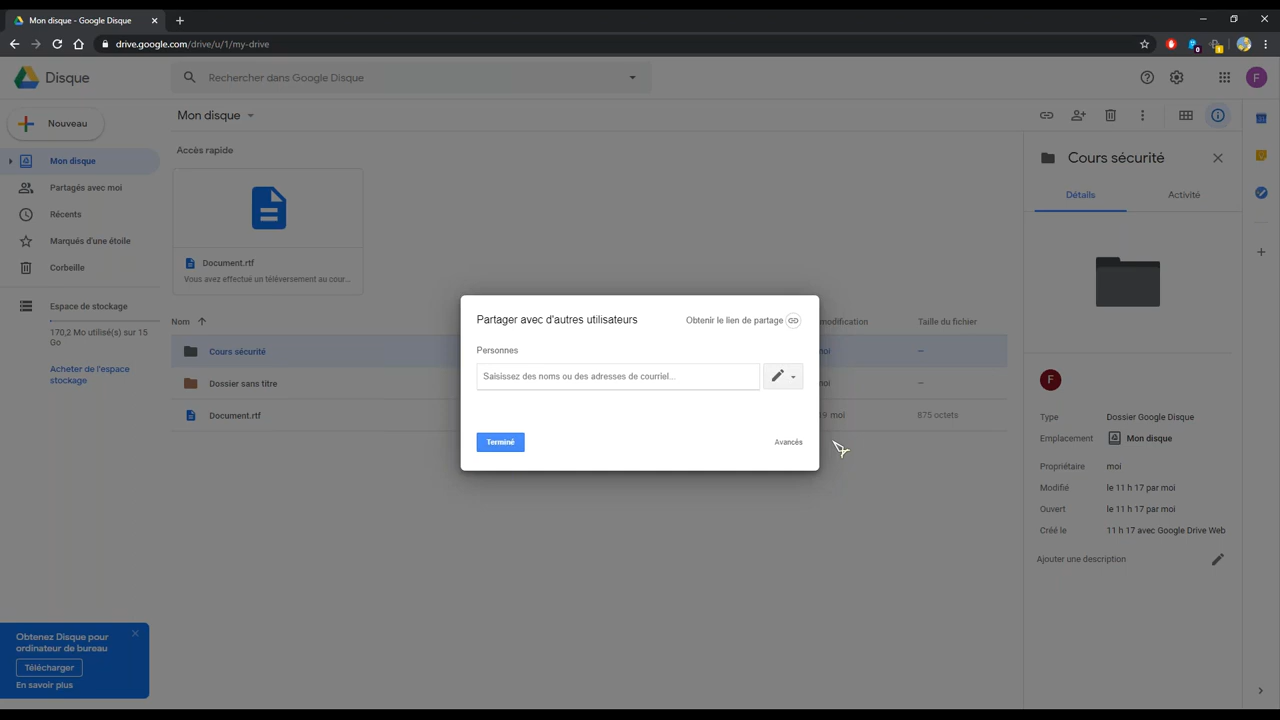 Mon disque - Google Disque
drive.google.com/drive/u/1/my-drive
Disque
Rechercher dans Google Disque
F
Nouveau
Mon disque
Partagés avec moi
Récents
Marqués d'une étoile
Corbeille
Espace de stockage
170,2 Mo utilisé(s) sur 15
Go
Acheter de l'espace
stockage
Obtenez Disque pour
ordinateur de bureau
Télécharger
En savoir plus
Mon disque
Accès rapide
Document.rtf
Vous avez effectué un téléversement au cour...
Nom
modification
Taille du fichier
Cours sécurité
moi
–
Dossier sans titre
moi
–
Document.rtf
9 moi
875 octets
Partager avec d'autres utilisateurs
Obtenir le lien de partage
Personnes
Saisissez des noms ou des adresses de courriel...
Terminé
Avancés
Cours sécurité
Détails
Activité
F
Type
Dossier Google Disque
Emplacement
Mon disque
Propriétaire
moi
Modifié
le 11 h 17 par moi
Ouvert
le 11 h 17 par moi
Créé le
11 h 17 avec Google Drive Web
Ajouter une description